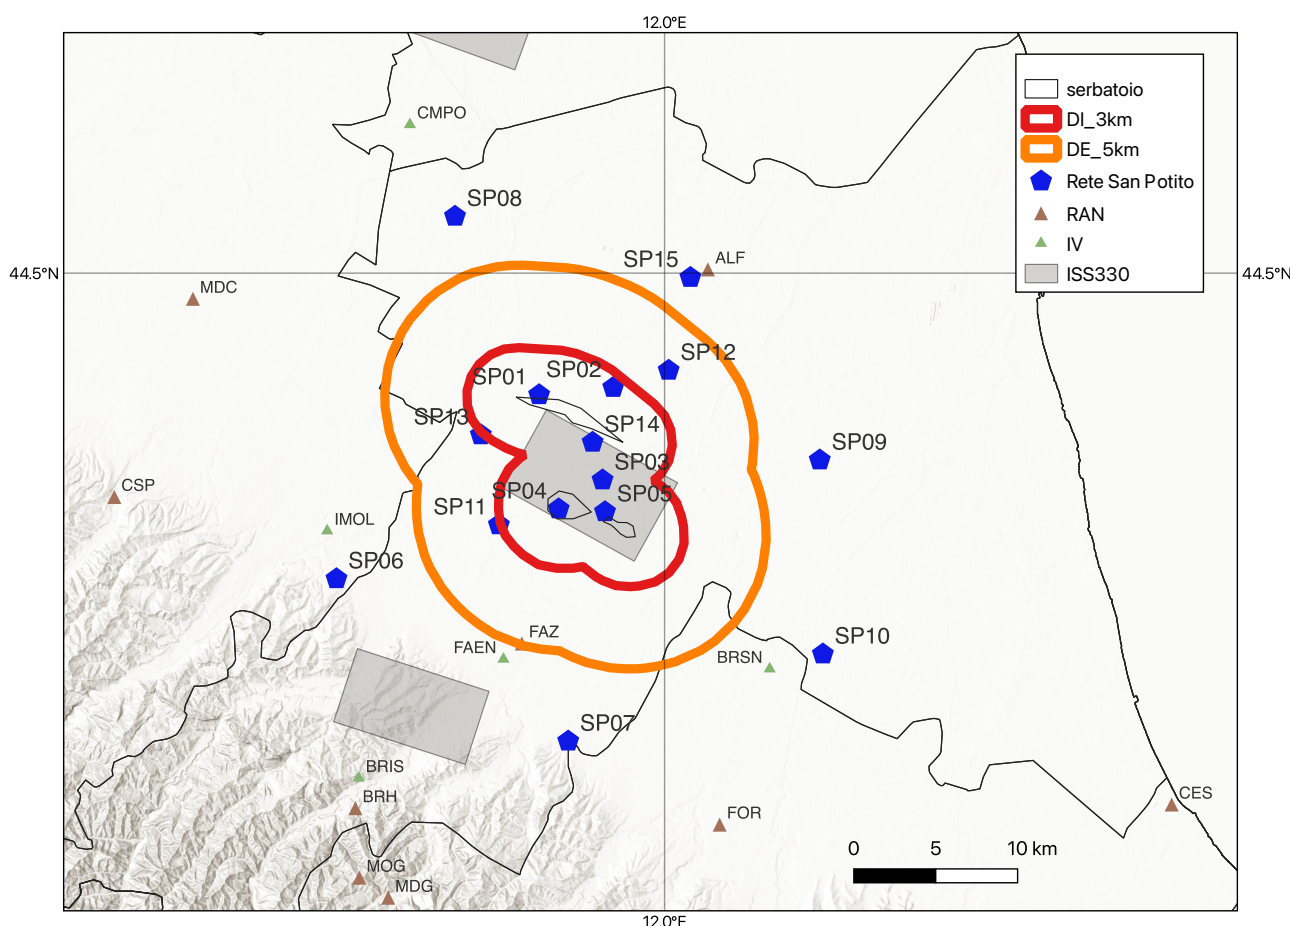 12.0°E
serbatoio
DI_3km
DE_5km
Rete San Potito
RAN
IV
ISS330
CMPO
SP08
SP15
ALF
44.5°N
44.5°N
MDC
SP12
SP02
SP01
SP13
SP14
SP09
SP03
CSP
SP04
SP05
SP11
IMOL
SP06
FAZ
FAEN
SP10
BRSN
SP07
BRIS
BRH
CES
FOR
0 5 10 km
MOG
MDG
12.0°E